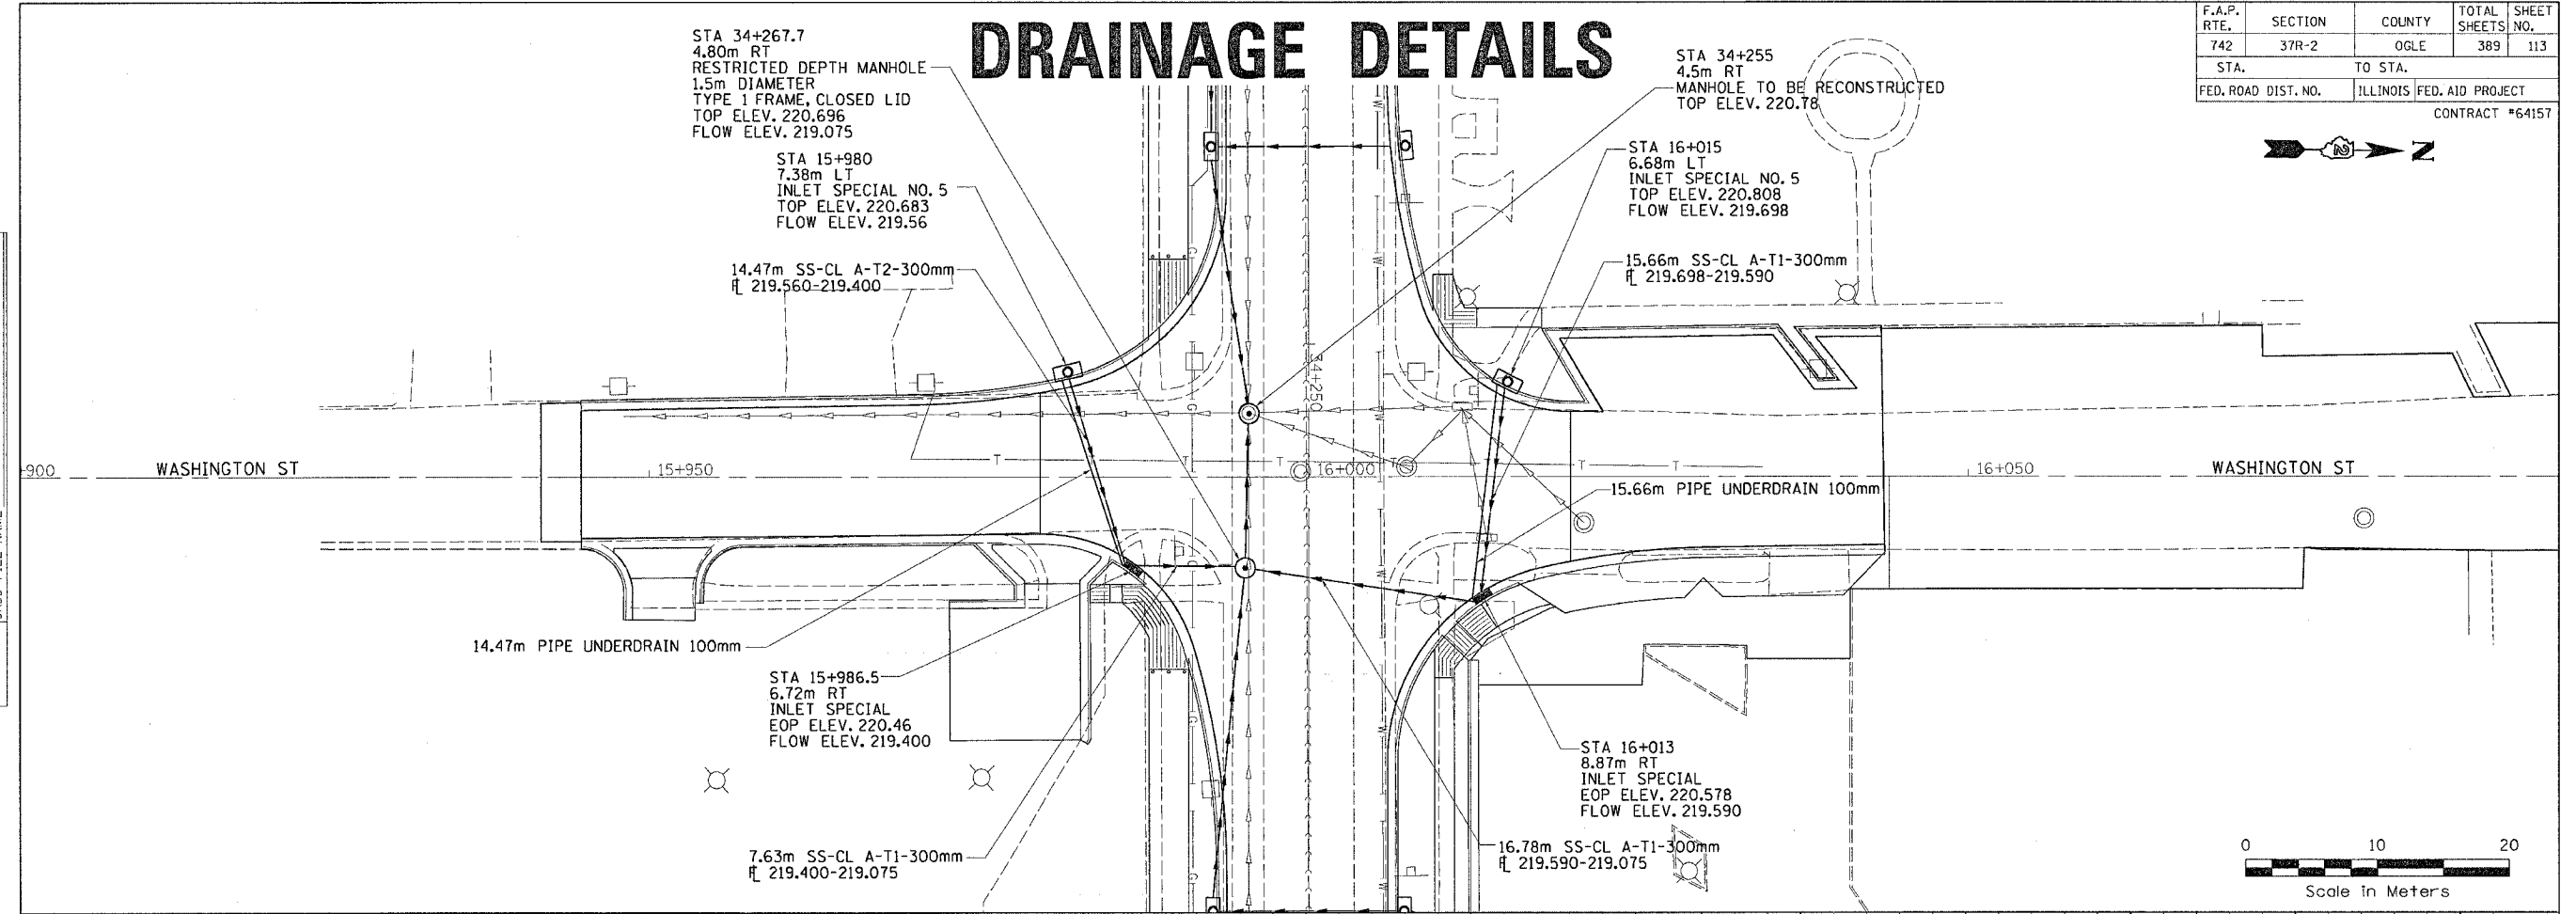 DRAINAGE DETAILS
F.A.P. RTE.
SECTION
COUNTY
TOTAL SHEETS
SHEET NO.
742
37R-2
OGLE
389
113
STA.
TO STA.
FED. ROAD DIST. NO.
ILLINOIS
FED. AID PROJECT
CONTRACT #64157
N
STA 34+267.7
4.80m RT
RESTRICTED DEPTH MANHOLE
1.5m DIAMETER
TYPE 1 FRAME, CLOSED LID
TOP ELEV. 220.696
FLOW ELEV. 219.075
STA 15+980
7.38m LT
INLET SPECIAL NO. 5
TOP ELEV. 220.683
FLOW ELEV. 219.56
14.47m SS-CL A-T2-300mm
FL 219.560-219.400
STA 34+255
4.5m RT
MANHOLE TO BE RECONSTRUCTED
TOP ELEV. 220.78
STA 16+015
6.68m LT
INLET SPECIAL NO. 5
TOP ELEV. 220.808
FLOW ELEV. 219.698
15.66m SS-CL A-T1-300mm
FL 219.698-219.590
34+250
+900
WASHINGTON ST
15+950
16+000
16+050
WASHINGTON ST
15.66m PIPE UNDERDRAIN 100mm
14.47m PIPE UNDERDRAIN 100mm
STA 15+986.5
6.72m RT
INLET SPECIAL
EOP ELEV. 220.46
FLOW ELEV. 219.400
7.63m SS-CL A-T1-300mm
FL 219.400-219.075
STA 16+013
8.87m RT
INLET SPECIAL
EOP ELEV. 220.578
FLOW ELEV. 219.590
16.78m SS-CL A-T1-300mm
FL 219.590-219.075
0 10 20
Scale in Meters